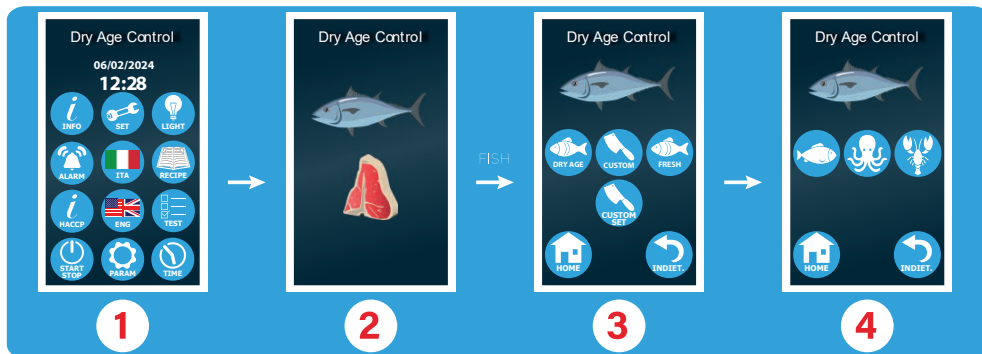 Dry Age Control
06/02/2024
12:28
INFO
SET
LIGHT
ALARM
ITA
RECIPE
HACCP
ENG
TEST
START
STOP
PARAM
TIME
1
Dry Age Control
2
FISH
Dry Age Control
DRY AGE
CUSTOM
FRESH
CUSTOM
SET
HOME
INDIET.
3
Dry Age Control
HOME
INDIET.
4